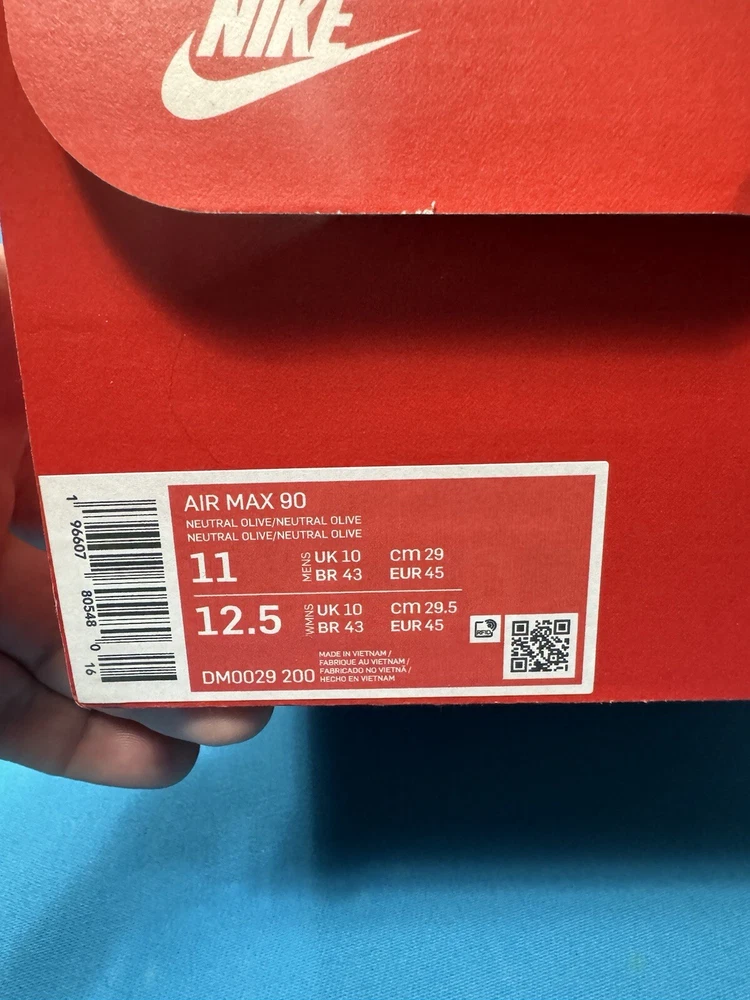 NIKE
AIR MAX 90
NEUTRAL OLIVE/NEUTRAL OLIVE
NEUTRAL OLIVE/NEUTRAL OLIVE
11 MENS UK 10 cm 29
BR 43 EUR 45
12.5 WMNS UK 10 cm 29.5
BR 43 EUR 45
RFID
DM0029 200
MADE IN VIETNAM /
FABRIQUE AU VIETNAM /
FABRICADO NO VIETNÃ /
HECHO EN VIETNAM
1 96607 80548 0 16